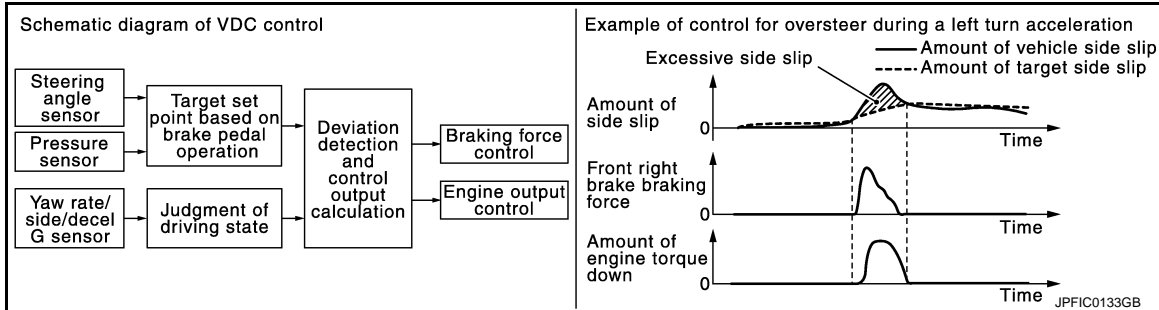 Schematic diagram of VDC control
Steering
angle
sensor
Pressure
sensor
Yaw rate/
side/decel
G sensor
Target set
point based on
brake pedal
operation
Judgment of
driving state
Deviation
detection
and
control
output
calculation
Braking force
control
Engine output
control
Example of control for oversteer during a left turn acceleration
Excessive side slip
Amount of vehicle side slip
Amount of target side slip
Amount of
side slip
0
Time
Front right
brake braking
force
0
Time
Amount of
engine torque
down
0
Time
JPFIC0133GB